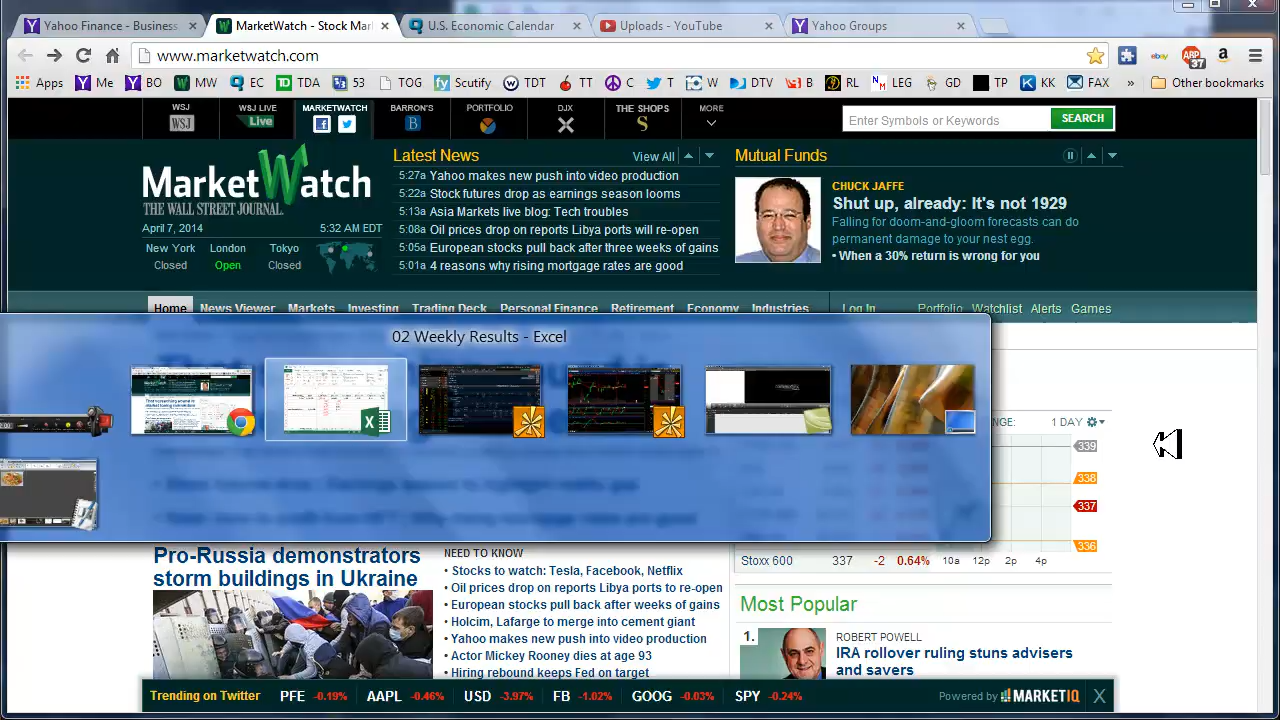 Yahoo Finance - Business
MarketWatch - Stock Mar
U.S. Economic Calendar
Uploads - YouTube
Yahoo Groups
www.marketwatch.com
ABP
37
ebay
Apps
Me
BO
MW
EC
TDA
53
TOG
Scutify
TDT
TT
C
T
W
DTV
B
RL
LEG
GD
TP
KK
FAX
»
Other bookmarks
WSJ
WSJ LIVE
MARKETWATCH
BARRON'S
PORTFOLIO
DJX
THE SHOPS
MORE
WSJ
Live
B
S
Enter Symbols or Keywords
SEARCH
MarketWatch
THE WALL STREET JOURNAL.
April 7, 2014
5:32 AM EDT
New York
London
Tokyo
Closed
Open
Closed
Latest News
View All
5:27a Yahoo makes new push into video production
5:22a Stock futures drop as earnings season looms
5:13a Asia Markets live blog: Tech troubles
5:08a Oil prices drop on reports Libya ports will re-open
5:05a European stocks pull back after three weeks of gains
5:01a 4 reasons why rising mortgage rates are good
Mutual Funds
CHUCK JAFFE
Shut up, already: It's not 1929
Falling for doom-and-gloom forecasts can do
permanent damage to your nest egg.
• When a 30% return is wrong for you
Home
News Viewer
Markets
Investing
Trading Deck
Personal Finance
Retirement
Economy
Industries
Log In
Portfolio
Watchlist
Alerts
Games
02 Weekly Results - Excel
NGE:
1 DAY
339
338
337
336
Stoxx 600
337
-2
0.64%
10a
12p
2p
4p
Pro-Russia demonstrators
storm buildings in Ukraine
NEED TO KNOW
• Stocks to watch: Tesla, Facebook, Netflix
• Oil prices drop on reports Libya ports to re-open
• European stocks pull back after weeks of gains
• Holcim, Lafarge to merge into cement giant
• Yahoo makes new push into video production
• Actor Mickey Rooney dies at age 93
• Hiring rebound keeps Fed on target
Most Popular
1.
ROBERT POWELL
IRA rollover ruling stuns advisers
and savers
Trending on Twitter
PFE -0.19%
AAPL -0.46%
USD -3.97%
FB -1.02%
GOOG -0.03%
SPY -0.24%
Powered by MARKETIQ
X